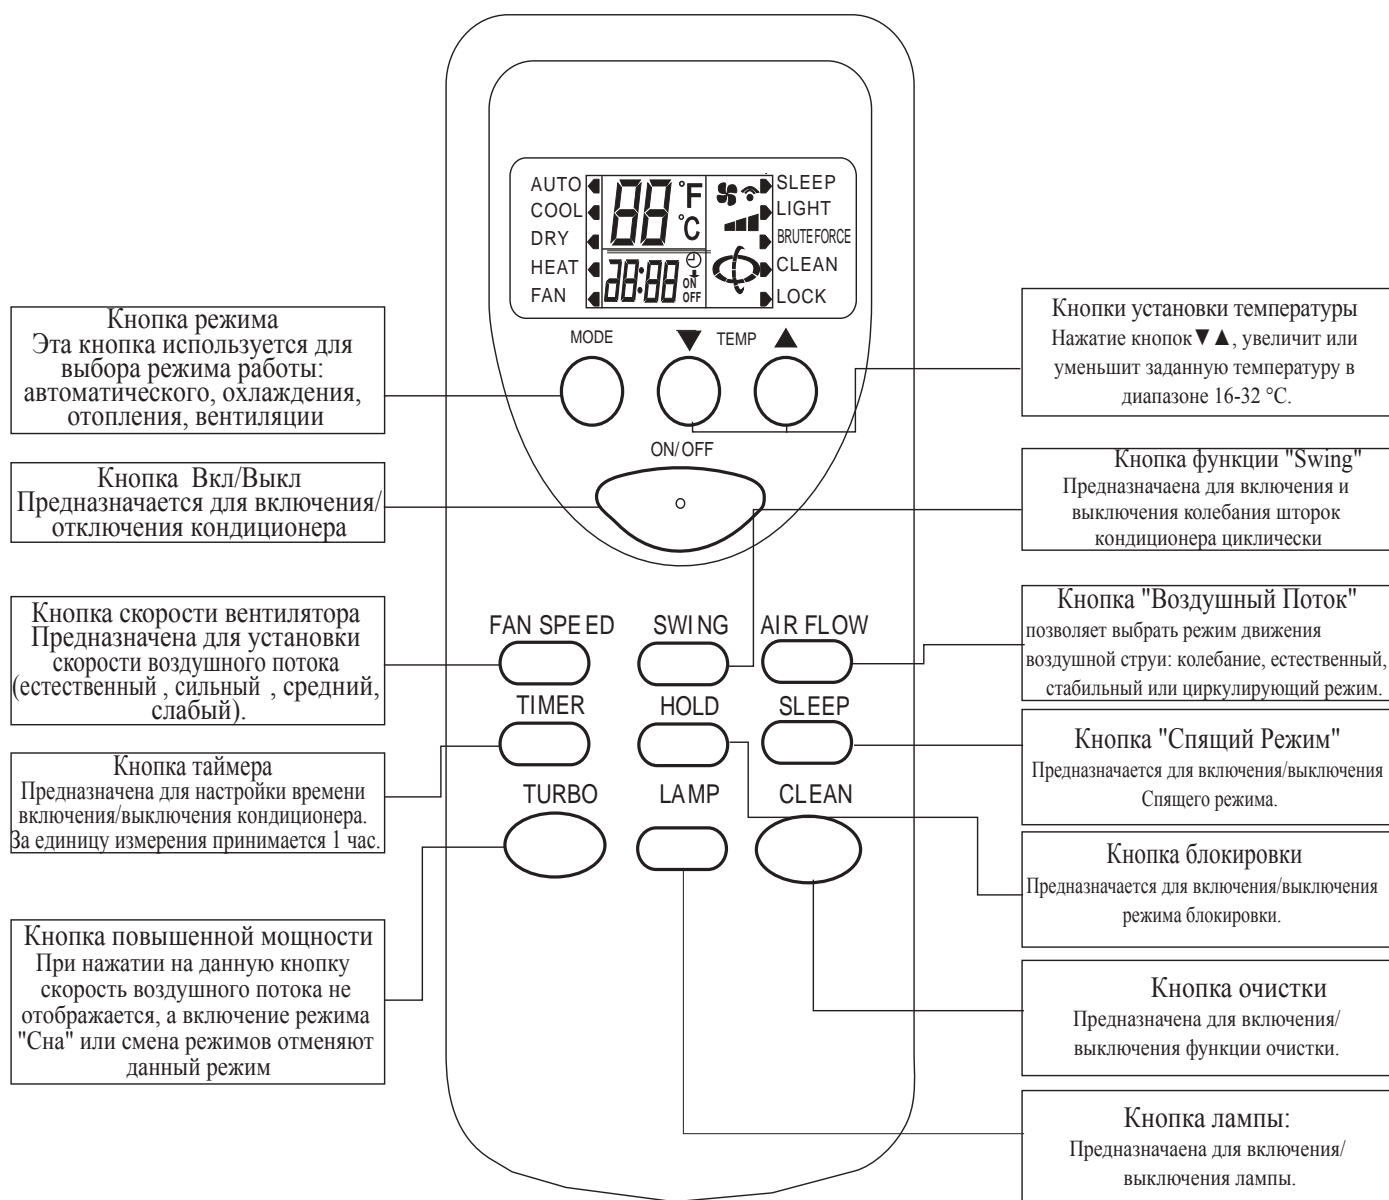 AUTO
COOL
DRY
HEAT
FAN
88 °F
°C
88:88 ON
OFF
SLEEP
LIGHT
BRUTE FORCE
CLEAN
LOCK
MODE
▼ TEMP ▲
ON/OFF
FAN SPEED SWING AIR FLOW
TIMER HOLD SLEEP
TURBO LAMP CLEAN
Кнопка режима
Эта кнопка используется для
выбора режима работы:
автоматического, охлаждения,
отопления, вентиляции
Кнопка Вкл/Выкл
Предназначается для включения/
отключения кондиционера
Кнопка скорости вентилятора
Предназначена для установки
скорости воздушного потока
(естественный , сильный , средний,
слабый).
Кнопка таймера
Предназначена для настройки времени
включения/выключения кондиционера.
За единицу измерения принимается 1 час.
Кнопка повышенной мощности
При нажатии на данную кнопку
скорость воздушного потока не
отображается, а включение режима
"Сна" или смена режимов отменяют
данный режим
Кнопки установки температуры
Нажатие кнопок▼▲, увеличит или
уменьшит заданную температуру в
диапазоне 16-32 °C.
Кнопка функции "Swing"
Предназначаена для включения и
выключения колебания шторок
кондиционера циклически
Кнопка "Воздушный Поток"
позволяет выбрать режим движения
воздушной струи: колебание, естественный,
стабильный или циркулирующий режим.
Кнопка "Спящий Режим"
Предназначается для включения/выключения
Спящего режима.
Кнопка блокировки
Предназначается для включения/выключения
режима блокировки.
Кнопка очистки
Предназначена для включения/
выключения функции очистки.
Кнопка лампы:
Предназначаена для включения/
выключения лампы.